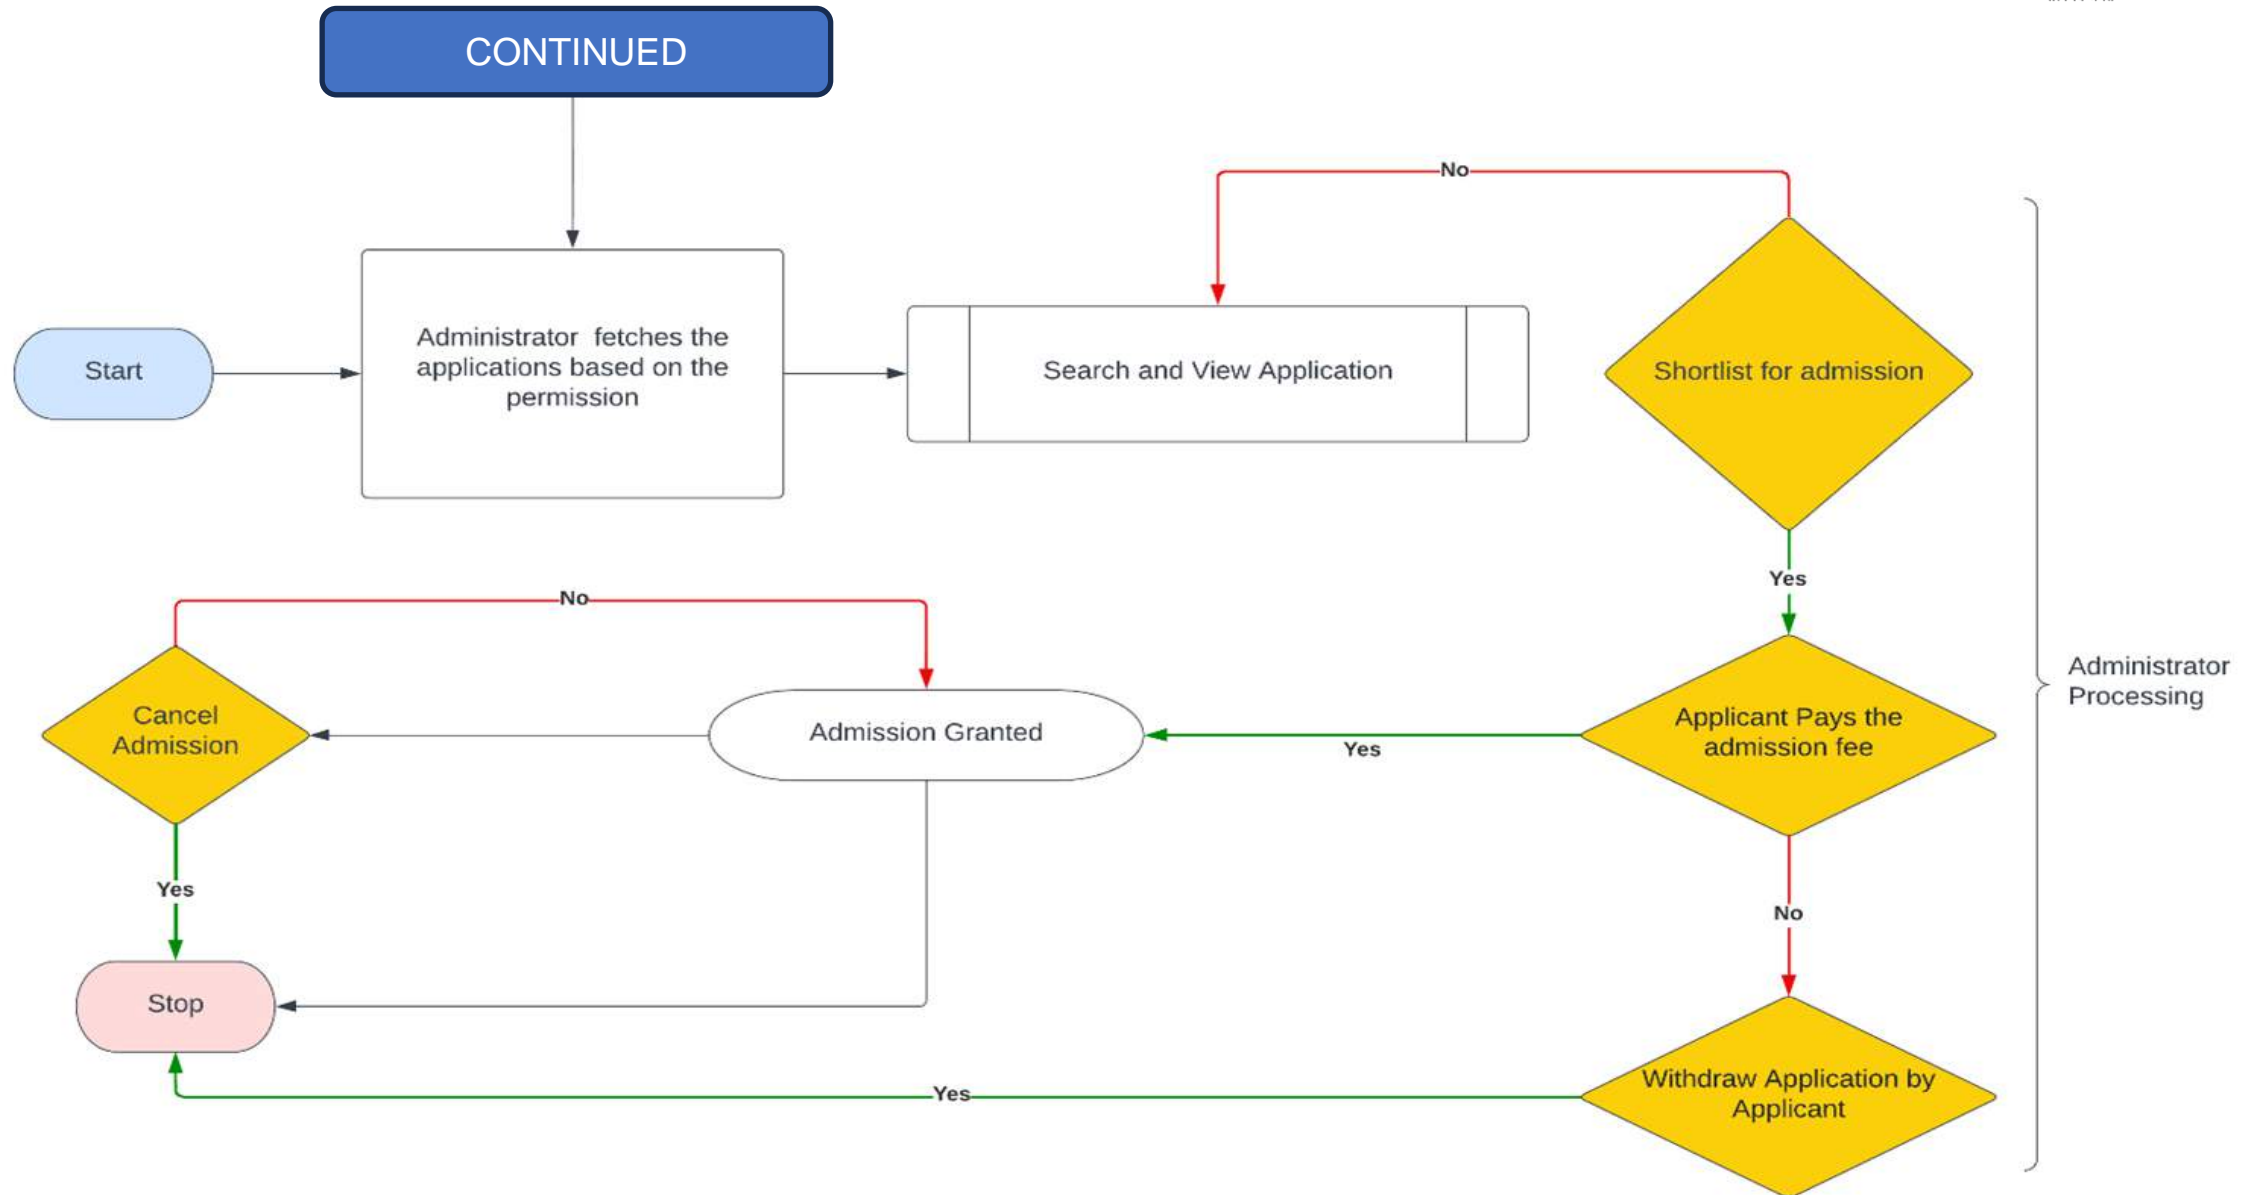 CONTINUED
No
Administrator fetches the
applications based on the
permission
Start
Search and View Application
Shortlist for admission
Yes
No
Administrator
Processing
Cancel
Admission
Admission Granted
Yes
Applicant Pays the
admission fee
Yes
No
Stop
Yes
Withdraw Application by
Applicant